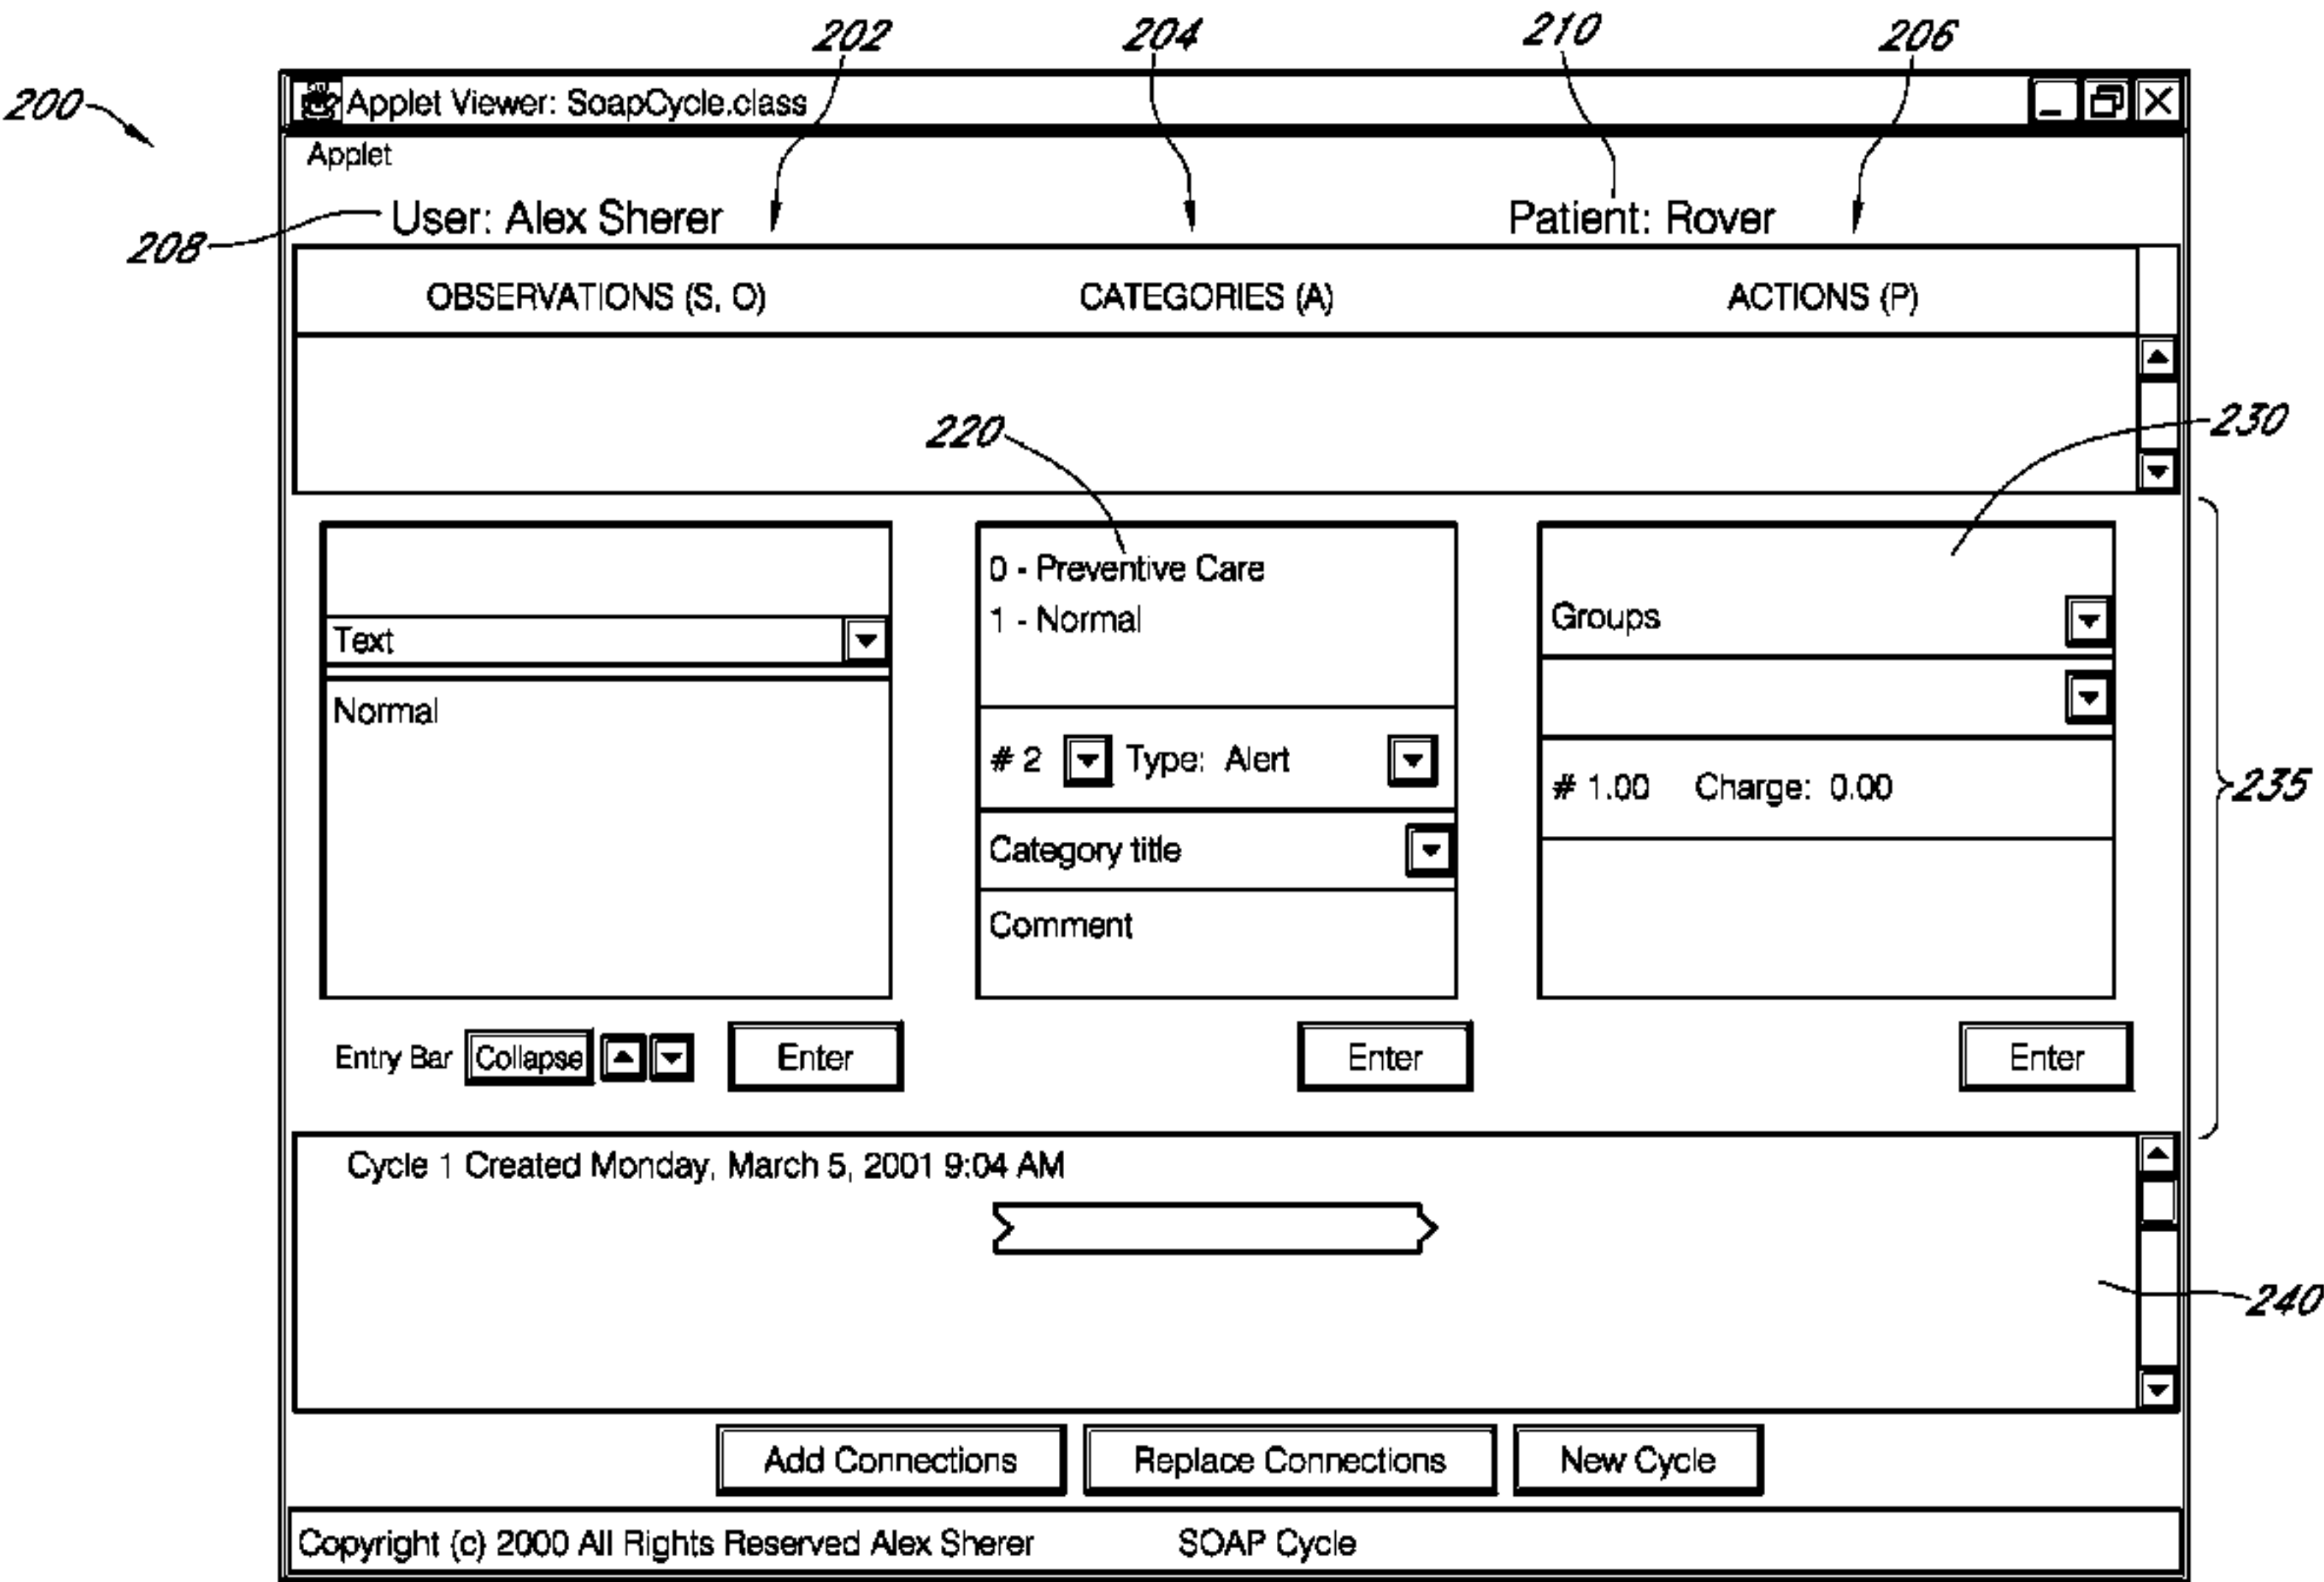 202 204 210 206
200 Applet Viewer: SoapCycle.class
Applet
208 User: Alex Sherer Patient: Rover
OBSERVATIONS (S, O) CATEGORIES (A) ACTIONS (P)
220 230
0 - Preventive Care
Text 1 - Normal Groups
Normal
# 2 Type: Alert # 1.00 Charge: 0.00 235
Category title
Comment
Entry Bar Collapse Enter Enter Enter
Cycle 1 Created Monday, March 5, 2001 9:04 AM
240
Add Connections Replace Connections New Cycle
Copyright (c) 2000 All Rights Reserved Alex Sherer SOAP Cycle